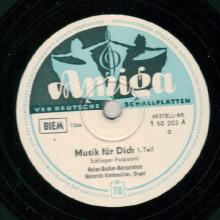 Amiga
VEB DEUTSCHE SCHALLPLATTEN
BIEM
BESTELL-NR.
1 50 203 A
Musik für Dich 1. Teil
Schlager-Potpourri
Heinz-Becker-Barquintett
Heinrich Riethmüller, Orgel
78